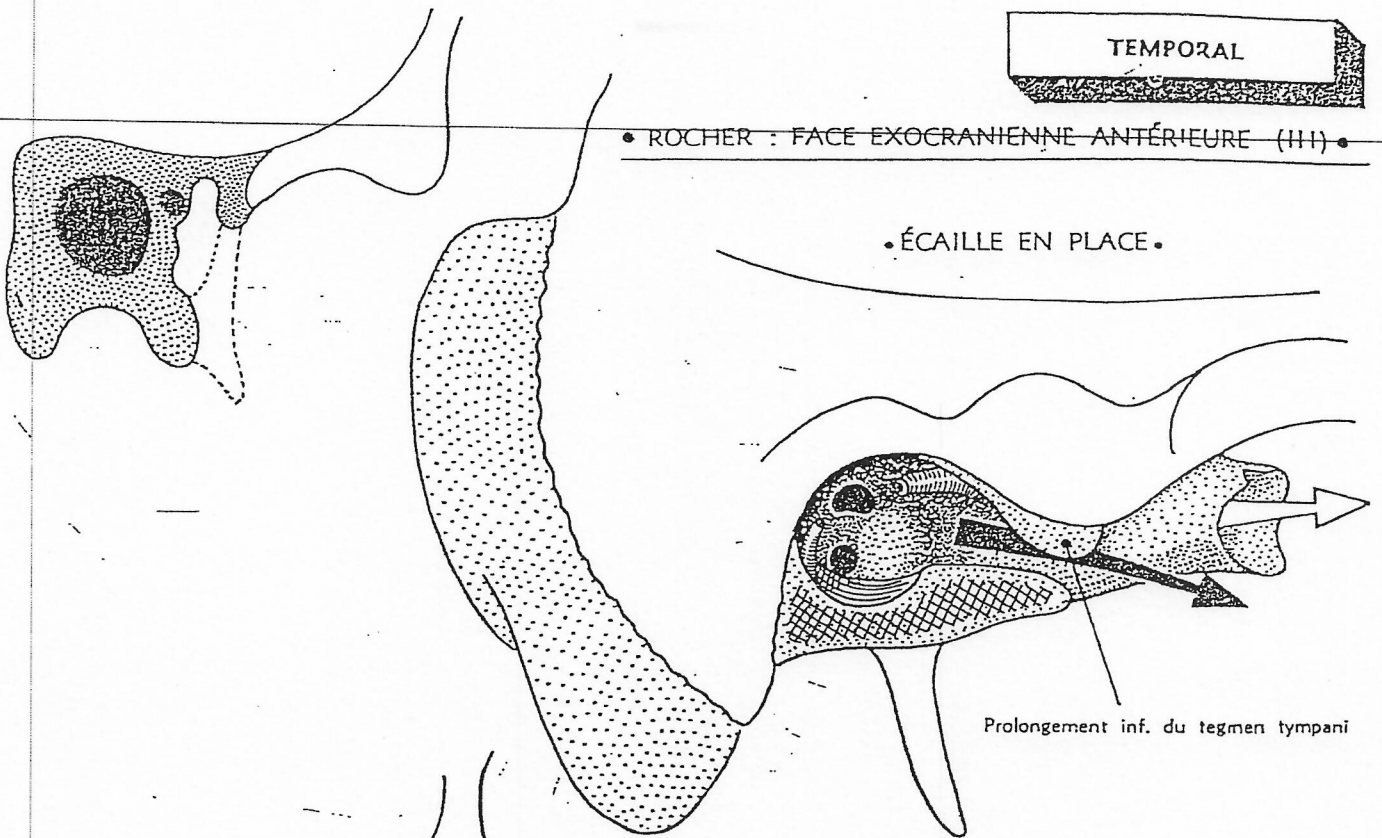 TEMPORAL
• ROCHER : FACE EXOCRANIENNE ANTÉRIEURE (III) •
• ÉCAILLE EN PLACE •
Prolongement inf. du tegmen tympani